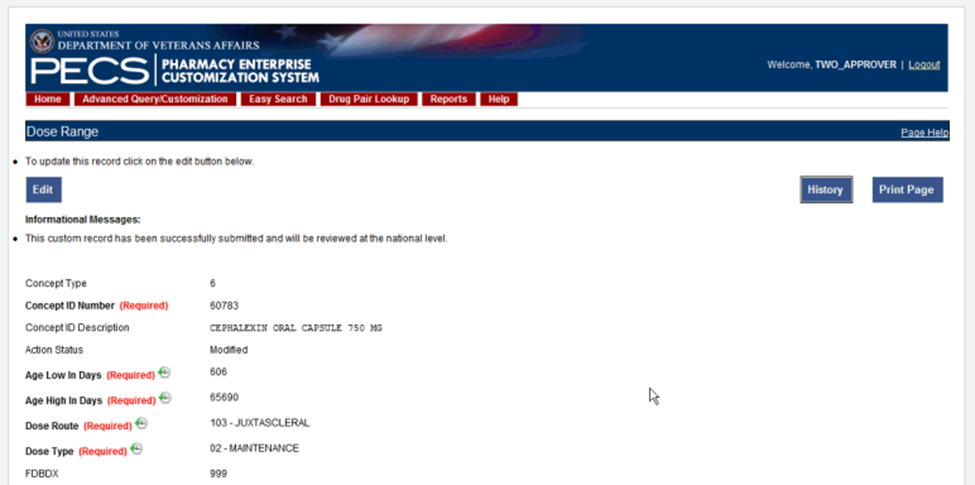 UNITED STATES
DEPARTMENT OF VETERANS AFFAIRS
PECS PHARMACY ENTERPRISE
CUSTOMIZATION SYSTEM
Welcome, TWO_APPROVER | Logout
Home Advanced Query/Customization Easy Search Drug Pair Lookup Reports Help
Dose Range Page Help
• To update this record click on the edit button below.
Edit History Print Page
Informational Messages:
• This custom record has been successfully submitted and will be reviewed at the national level.
Concept Type 6
Concept ID Number (Required) 60783
Concept ID Description CEPHALEXIN ORAL CAPSULE 750 MG
Action Status Modified
Age Low In Days (Required) 606
Age High In Days (Required) 65690
Dose Route (Required) 103 - JUXTASCLERAL
Dose Type (Required) 02 - MAINTENANCE
FDBDX 999